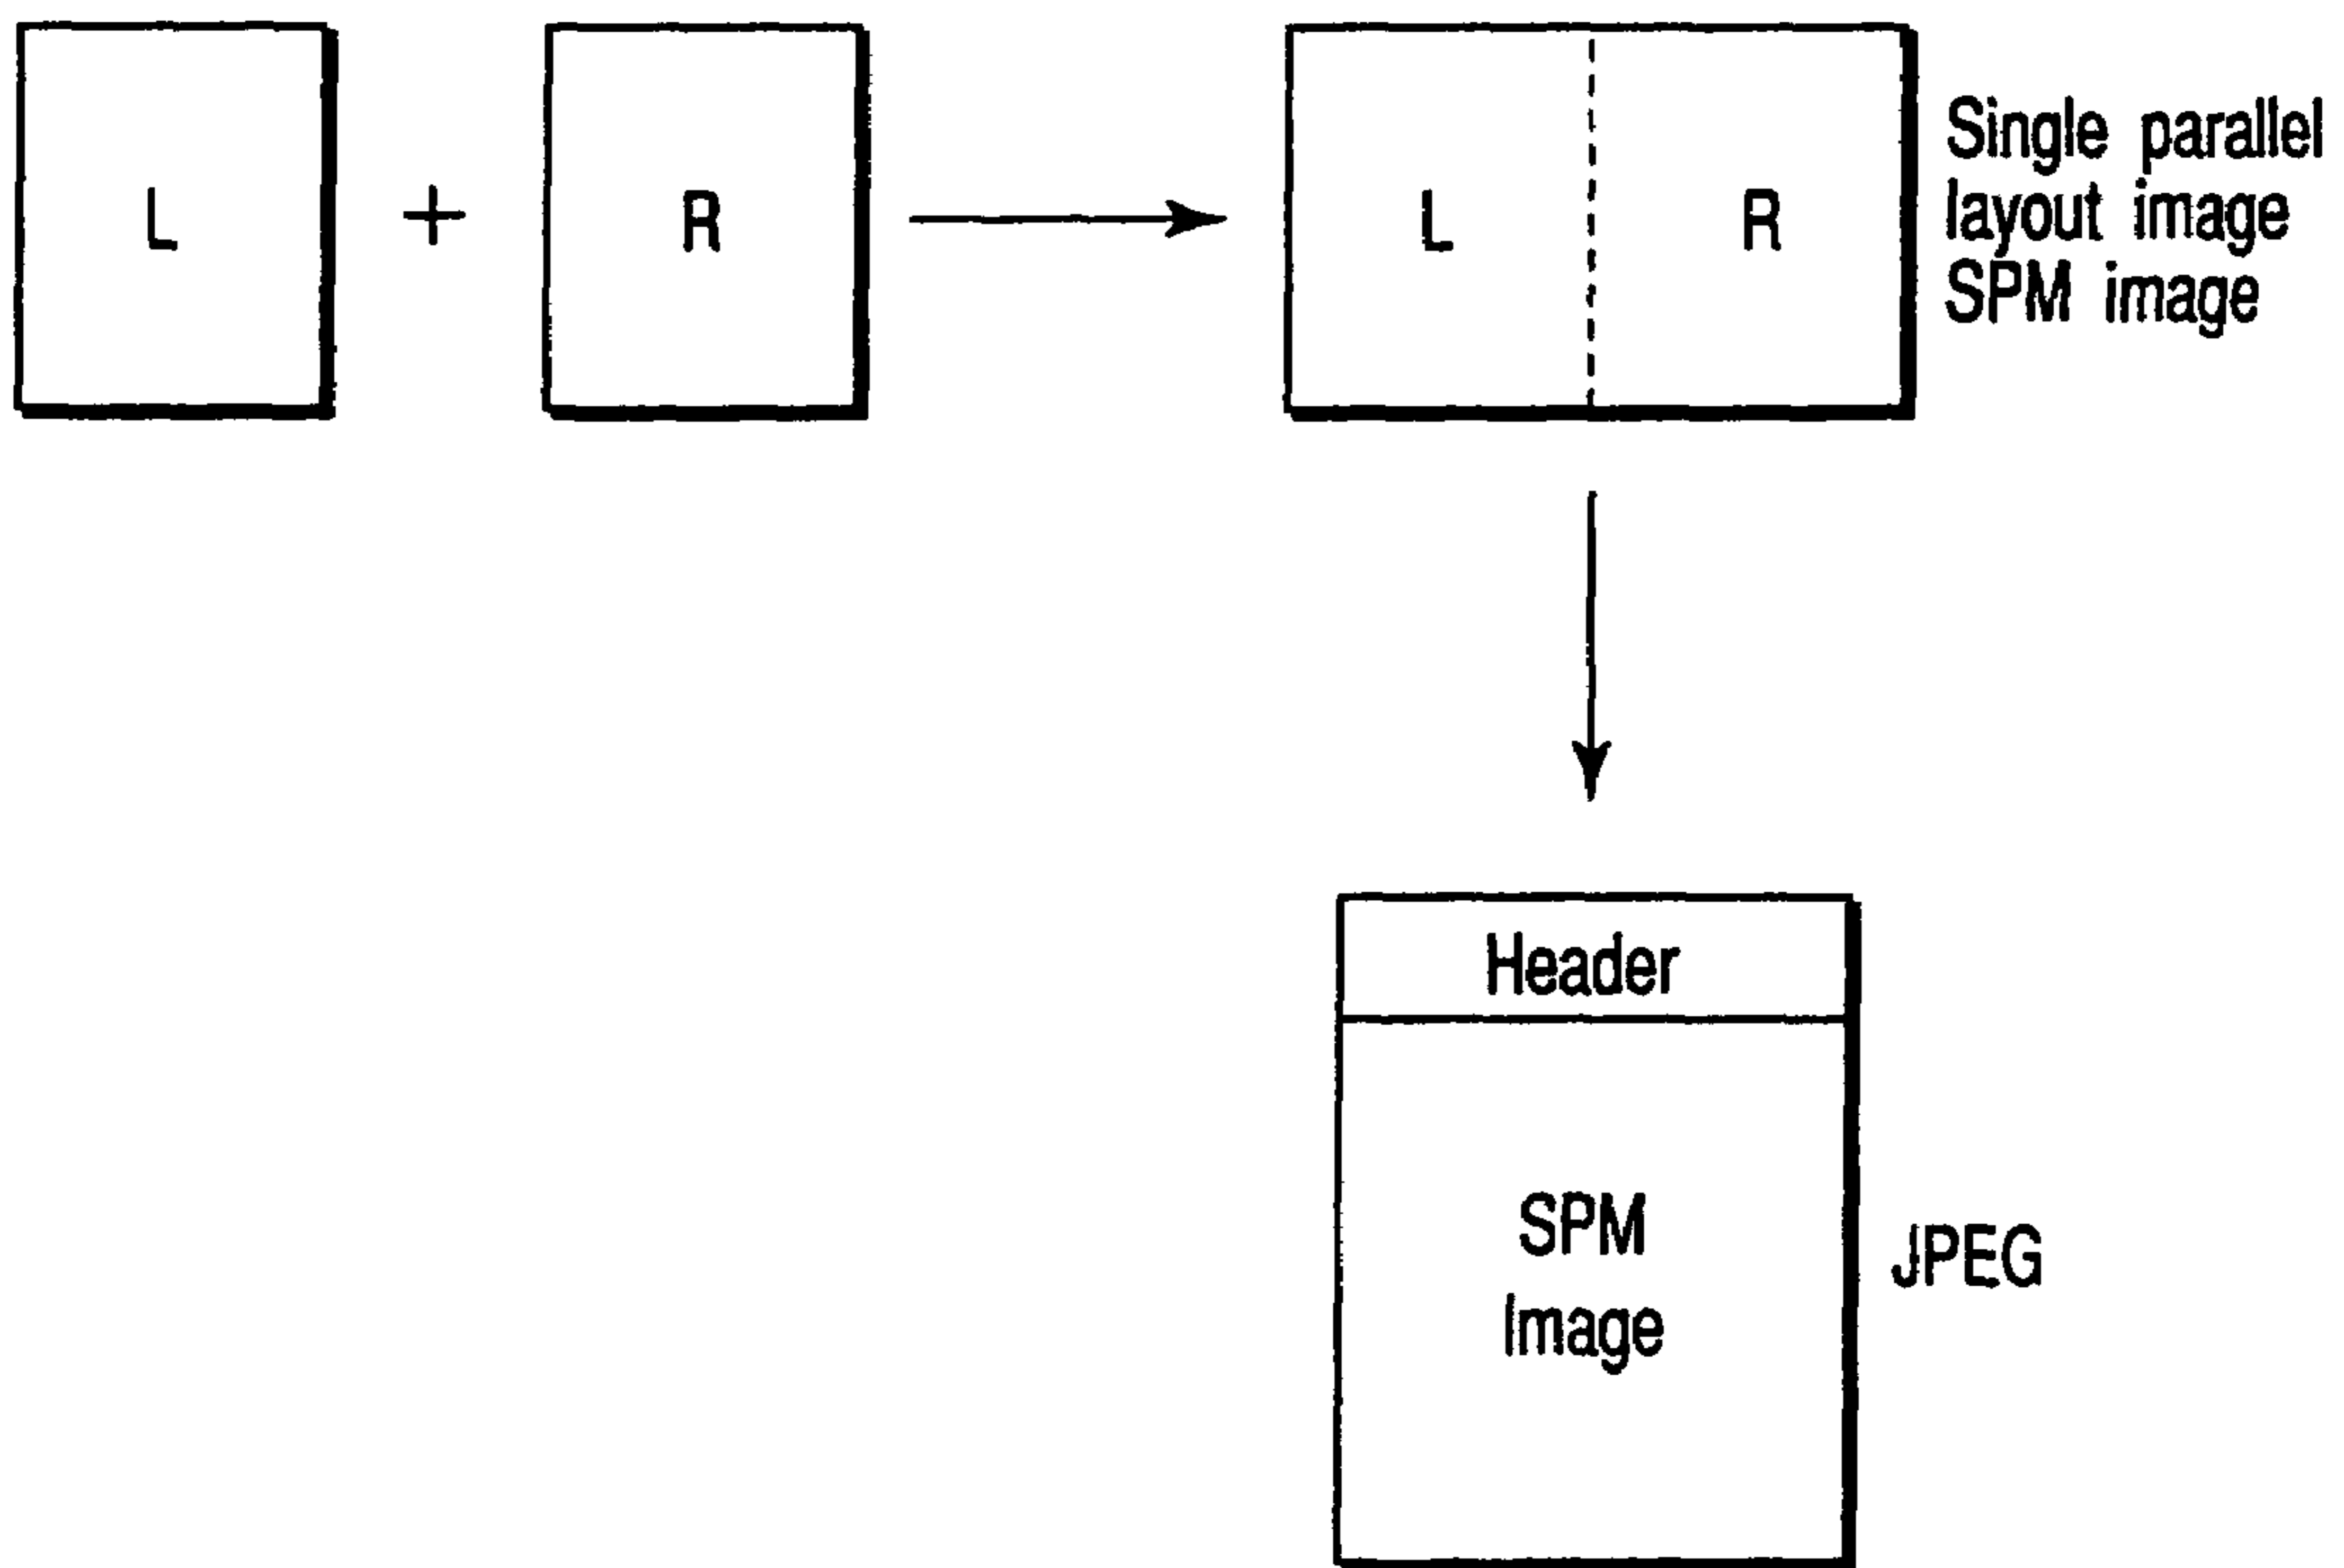 L
+
R
L
R
Single parallel
layout image
SPM image
Header
SPM
Image
JPEG